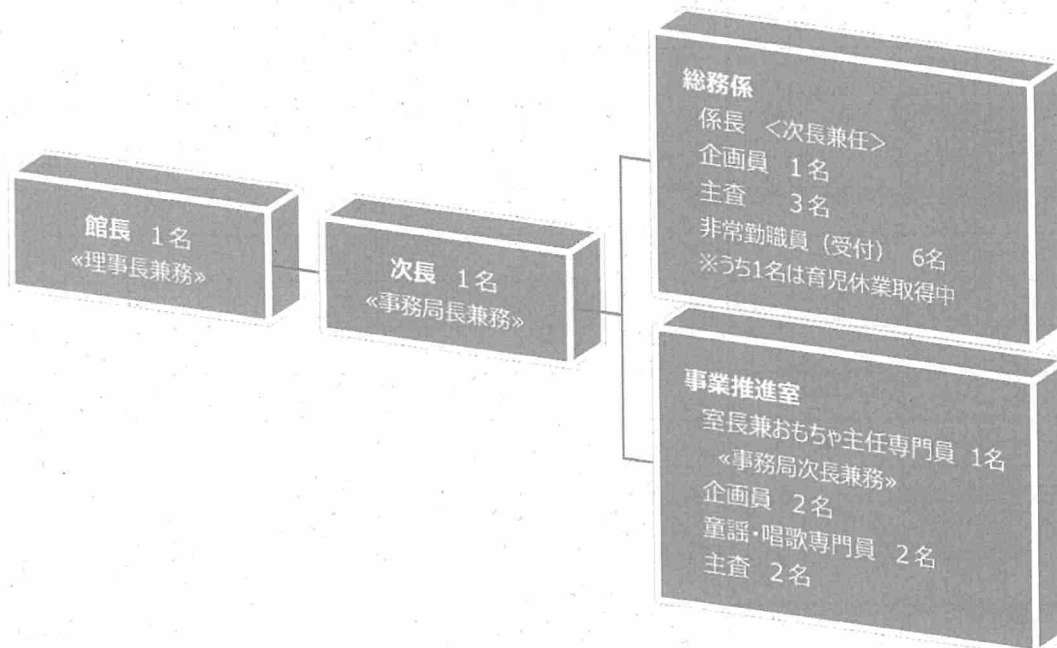 館長 1名
≪理事長兼務≫
次長 1名
≪事務局長兼務≫
総務係
係長 <次長兼任>
企画員 1名
主査 3名
非常勤職員(受付) 6名
※うち1名は育児休業取得中
事業推進室
室長兼おもちゃ主任専門員 1名
≪事務局次長兼務≫
企画員 2名
童謡・唱歌専門員 2名
主査 2名